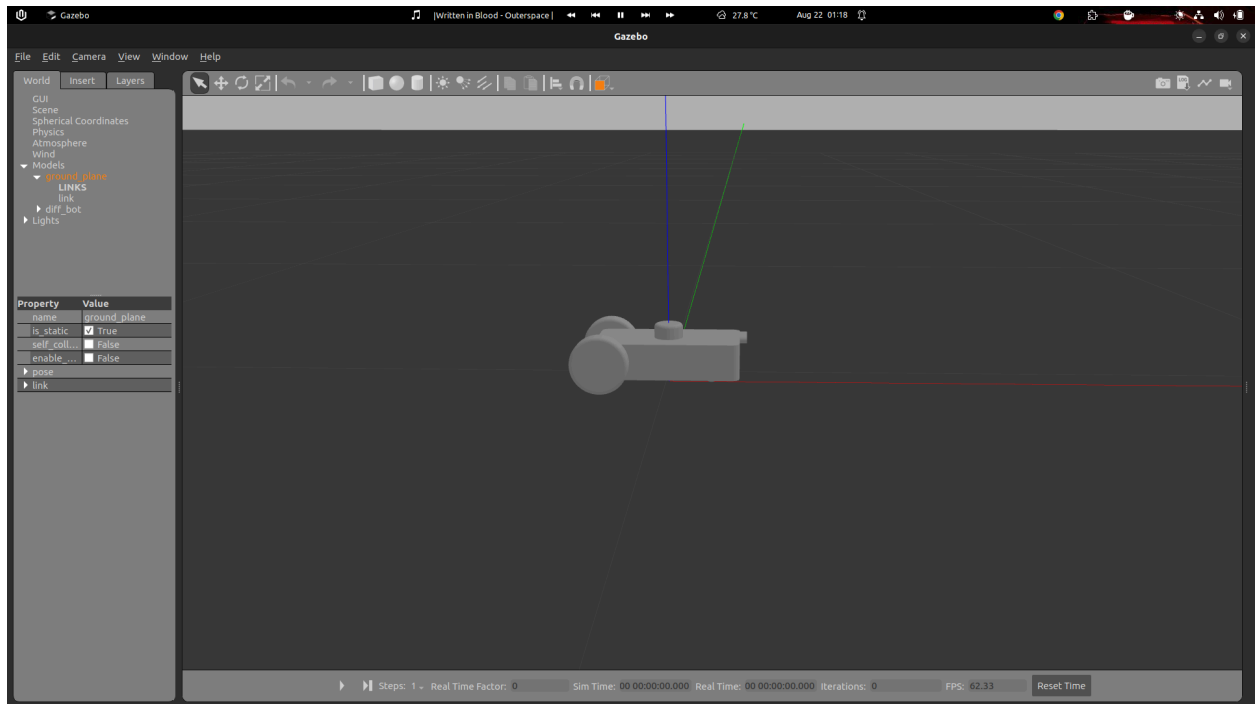 Gazebo |Written in Blood - Outerspace | 27.8 °C Aug 22 01:18
Gazebo
File Edit Camera View Window Help
World Insert Layers
GUI
Scene
Spherical Coordinates
Physics
Atmosphere
Wind
Models
ground_plane
LINKS
link
diff_bot
Lights
Property Value
name ground_plane
is_static True
self_coll... False
enable_... False
pose
link
Steps: 1 Real Time Factor: 0 Sim Time: 00 00:00:00.000 Real Time: 00 00:00:00.000 Iterations: 0 FPS: 62.33 Reset Time